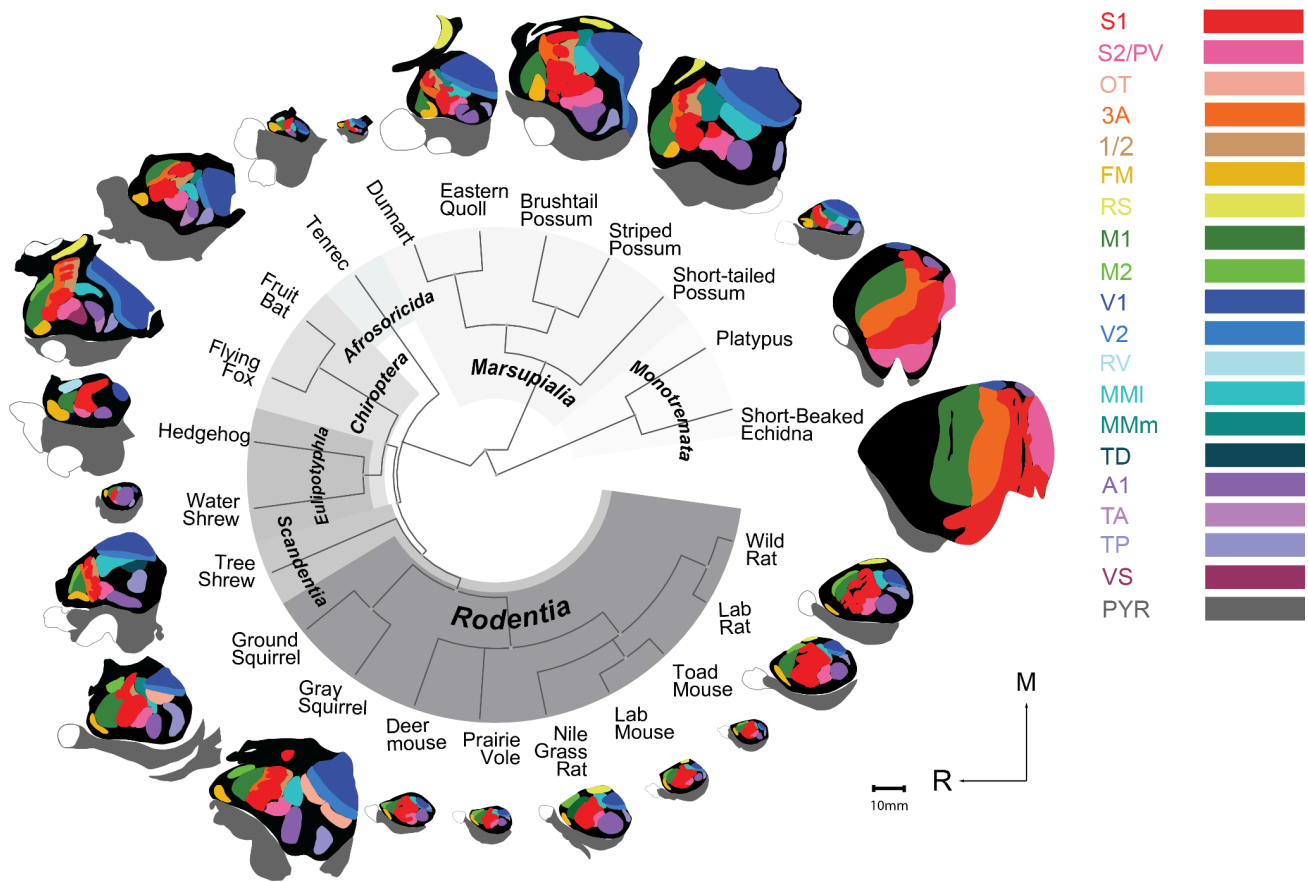 S1
S2/PV
OT
3A
1/2
FM
RS
M1
M2
V1
V2
RV
MMl
MMm
TD
A1
TA
TP
VS
PYR
Tenrec
Dunnart
Eastern
Quoll
Brushtail
Possum
Striped
Possum
Short-tailed
Possum
Platypus
Short-Beaked
Echidna
Fruit
Bat
Flying
Fox
Hedgehog
Water
Shrew
Tree
Shrew
Ground
Squirrel
Gray
Squirrel
Deer
mouse
Prairie
Vole
Nile
Grass
Rat
Lab
Mouse
Toad
Mouse
Lab
Rat
Wild
Rat
Afrosoricida
Chiroptera
Eulipotyphla
Scandentia
Rodentia
Marsupialia
Monotremata
M
R
10mm